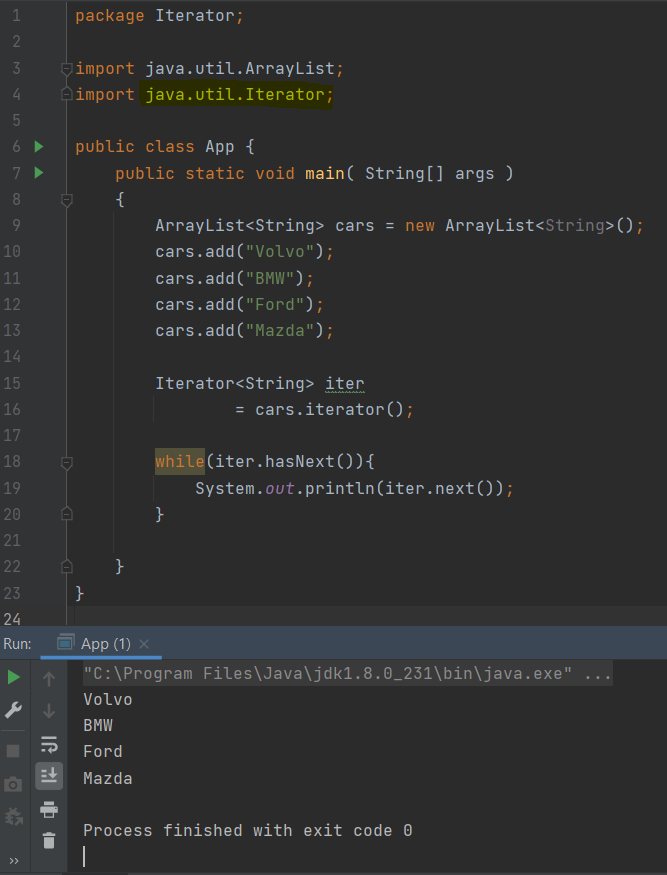 1 package Iterator;
2
3 import java.util.ArrayList;
4 import java.util.Iterator;
5
6 public class App {
7     public static void main( String[] args )
8     {
9         ArrayList<String> cars = new ArrayList<String>();
10         cars.add("Volvo");
11         cars.add("BMW");
12         cars.add("Ford");
13         cars.add("Mazda");
14
15         Iterator<String> iter
16                 = cars.iterator();
17
18         while(iter.hasNext()){
19             System.out.println(iter.next());
20         }
21
22     }
23 }
24
Run: App (1)
"C:\Program Files\Java\jdk1.8.0_231\bin\java.exe" ...
Volvo
BMW
Ford
Mazda
Process finished with exit code 0